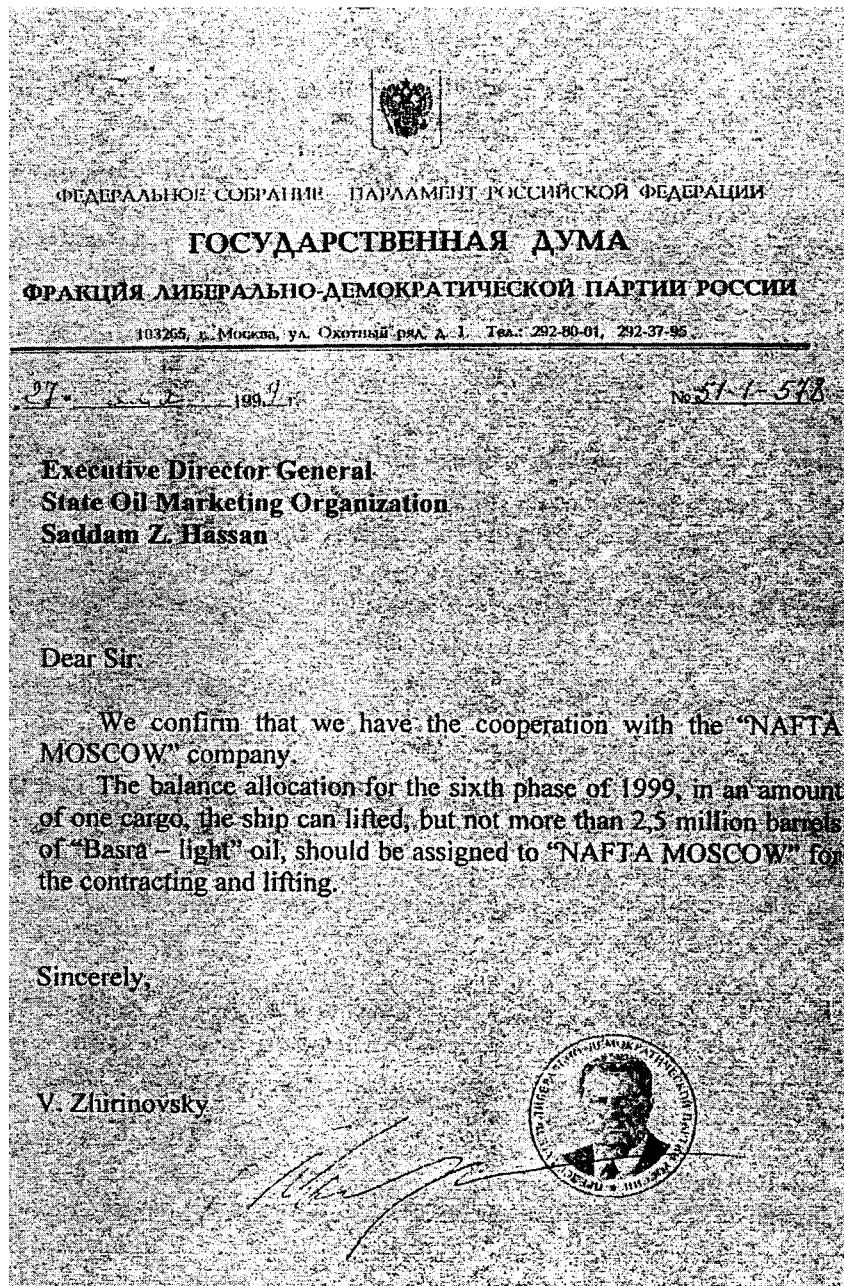 ФЕДЕРАЛЬНОЕ СОБРАНИЕ ПАРЛАМЕНТ РОССИЙСКОЙ ФЕДЕРАЦИИ
ГОСУДАРСТВЕННАЯ ДУМА
ФРАКЦИЯ ЛИБЕРАЛЬНО-ДЕМОКРАТИЧЕСКОЙ ПАРТИИ РОССИИ
103265, г. Москва, ул. Охотный ряд, д. 1 Тел.: 292-80-01, 292-37-95
27 1999 г.
№ 51-1-578
Executive Director General
State Oil Marketing Organization
Saddam Z. Hassan
Dear Sir:
We confirm that we have the cooperation with the “NAFTA
MOSCOW” company.
The balance allocation for the sixth phase of 1999, in an amount
of one cargo, the ship can lifted, but not more than 2,5 million barrels
of “Basra – light” oil, should be assigned to “NAFTA MOSCOW” for
the contracting and lifting.
Sincerely,
V. Zhirinovsky